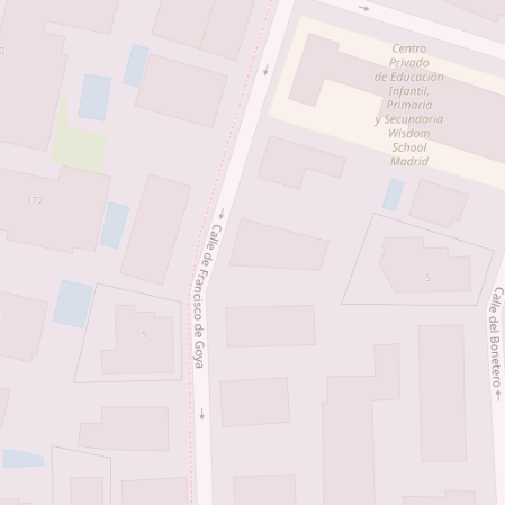 Centro
Privado
de Educación
Infantil,
Primaria
y Secundaria
Wisdom
School
Madrid
172
Calle de Francisco de Goya
5
5
Calle del Bonetero